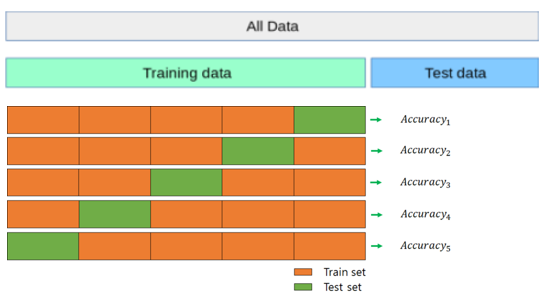 All Data
Training data Test data
Accuracy₁
Accuracy₂
Accuracy₃
Accuracy₄
Accuracy₅
Train set
Test set